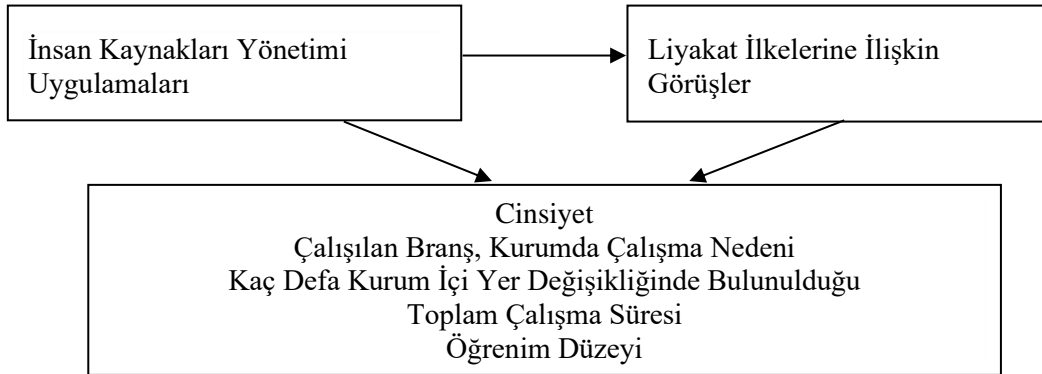 İnsan Kaynakları Yönetimi
Uygulamaları
Liyakat İlkelerine İlişkin
Görüşler
Cinsiyet
Çalışılan Branş, Kurumda Çalışma Nedeni
Kaç Defa Kurum İçi Yer Değişikliğinde Bulunulduğu
Toplam Çalışma Süresi
Öğrenim Düzeyi